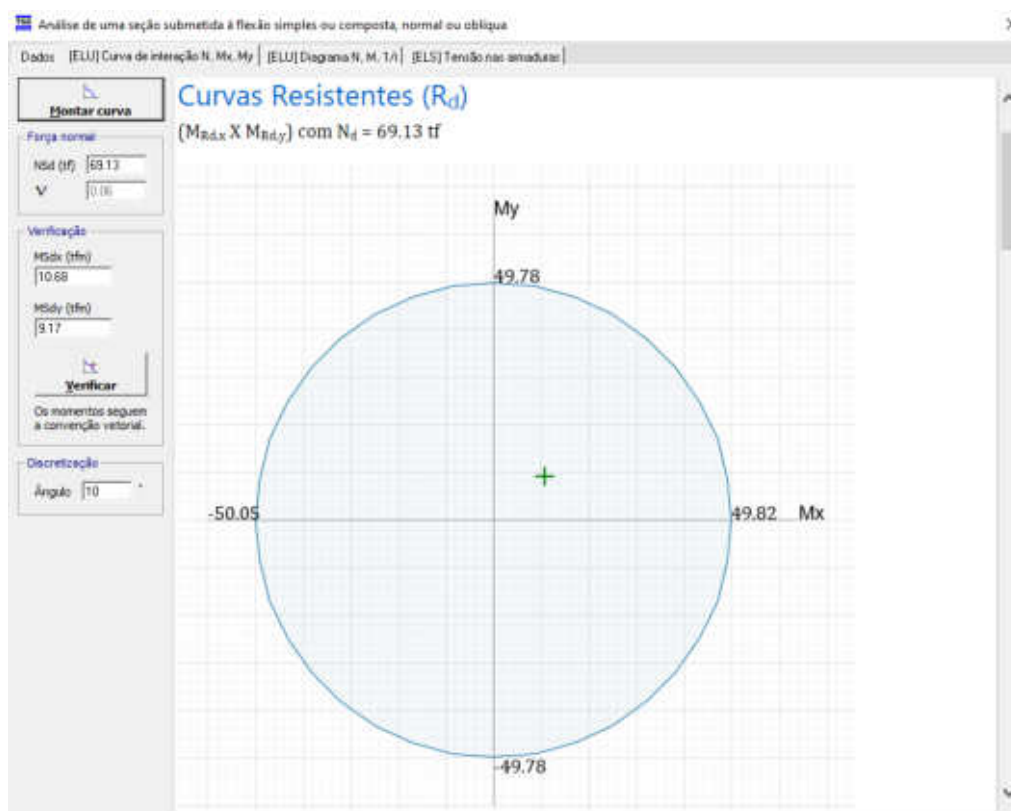 Análise de uma seção submetida à flexão simples ou composta, normal ou oblíqua
Dados [ELU] Curva de interação N, Mx, My [ELU] Diagrama N, M, 1/r [ELS] Tensão nas armaduras
Montar curva
Força normal
NSd (tf) 69.13
ν 0.06
Verificação
MSdx (tfm)
10.68
MSdy (tfm)
9.17
Verificar
Os momentos seguem
a convenção vetorial.
Discretização
Ângulo 10 °
Curvas Resistentes (Rd)
(MRd,x X MRd,y) com Nd = 69.13 tf
My
49.78
-50.05
49.82 Mx
-49.78